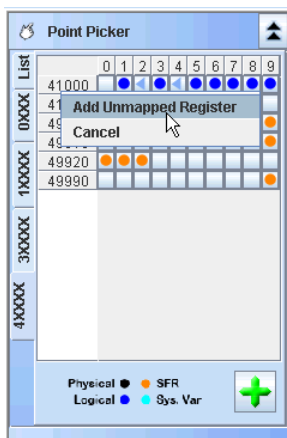 Point Picker
List
0XXX
1XXXX
3XXXX
4XXXX
0 1 2 3 4 5 6 7 8 9
41000
Add Unmapped Register
Cancel
49920
49990
Physical SFR
Logical Sys. Var